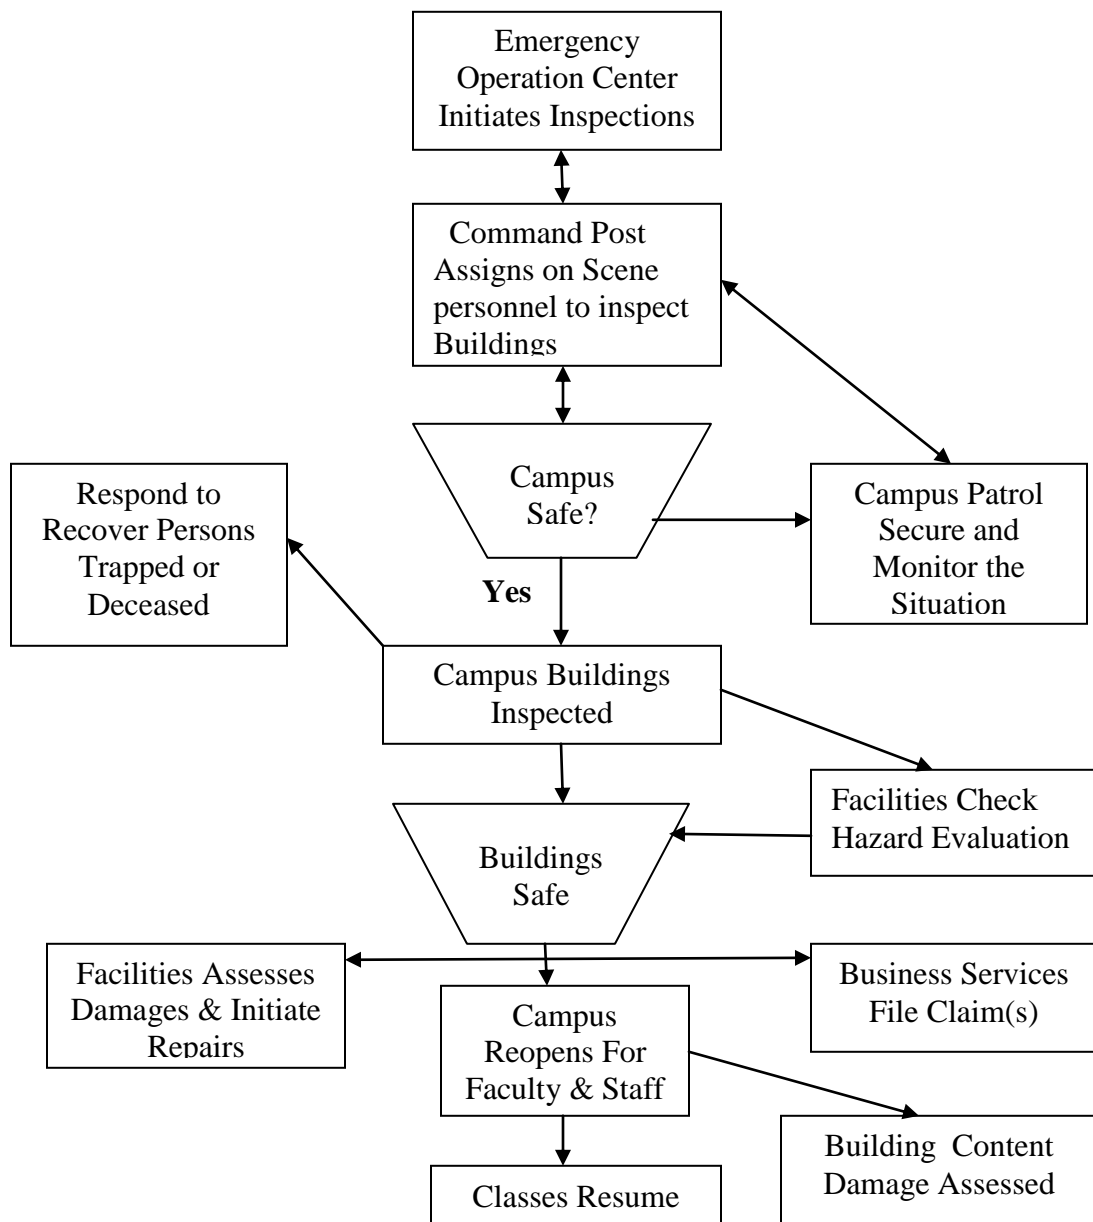 Emergency
Operation Center
Initiates Inspections
Command Post
Assigns on Scene
personnel to inspect
Buildings
Campus
Safe?
Respond to
Recover Persons
Trapped or
Deceased
Campus Patrol
Secure and
Monitor the
Situation
Yes
Campus Buildings
Inspected
Facilities Check
Hazard Evaluation
Buildings
Safe
Facilities Assesses
Damages & Initiate
Repairs
Business Services
File Claim(s)
Campus
Reopens For
Faculty & Staff
Building Content
Damage Assessed
Classes Resume